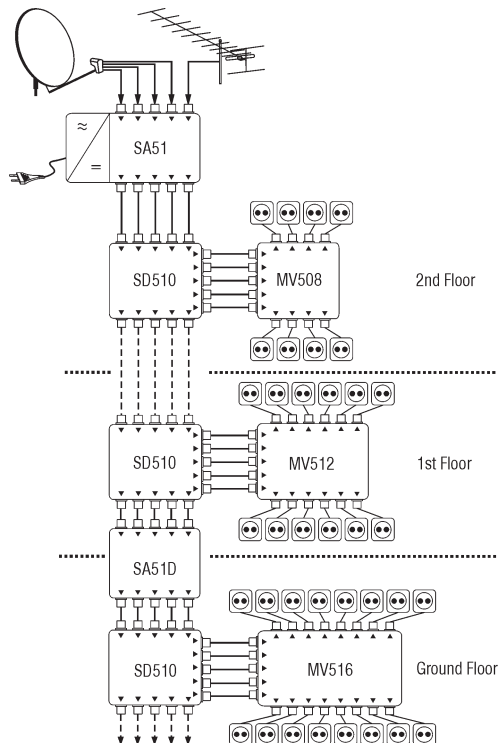 SA51
SD510
MV508
2nd Floor
SD510
MV512
1st Floor
SA51D
SD510
MV516
Ground Floor